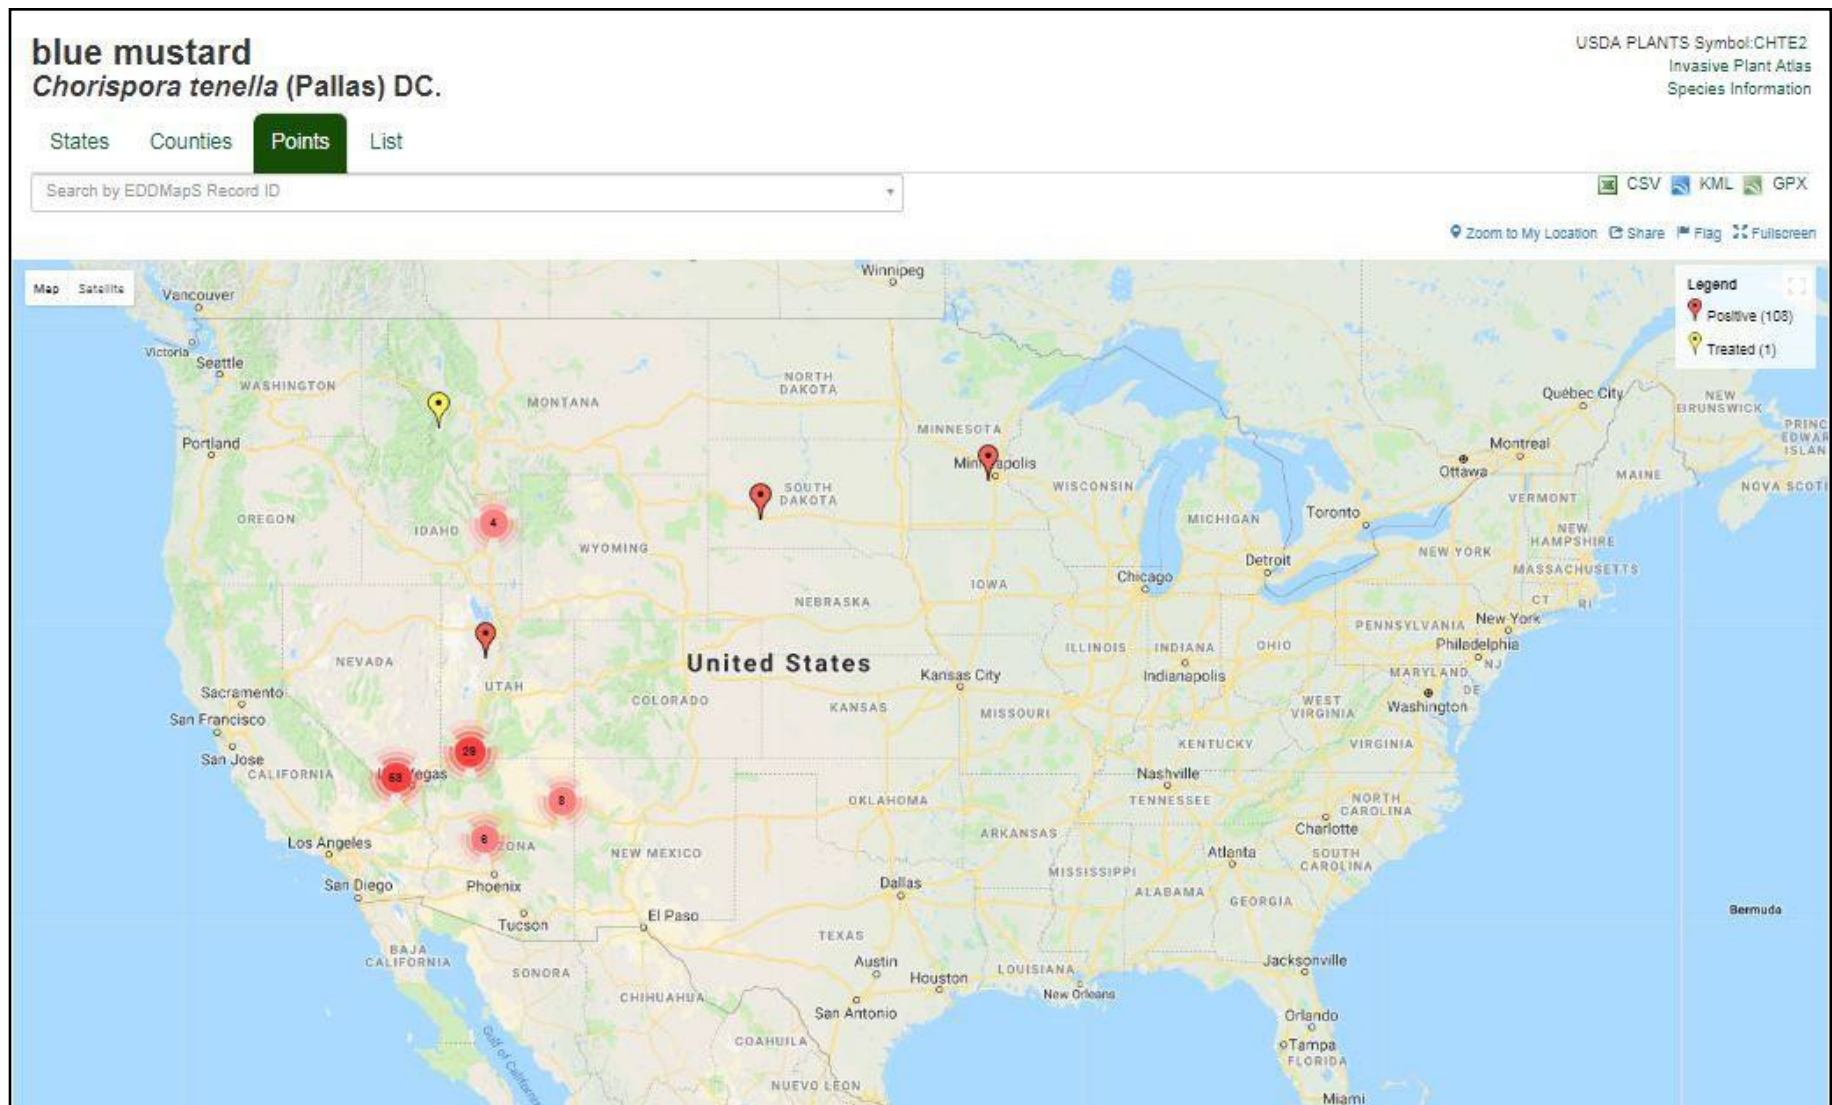 blue mustard
Chorispora tenella (Pallas) DC.
USDA PLANTS Symbol:CHTE2
Invasive Plant Atlas
Species Information
States Counties Points List
Search by EDDMapS Record ID
CSV KML GPX
Zoom to My Location Share Flag Fullscreen
Map Satellite
Legend
Positive (108)
Treated (1)
Winnipeg
Vancouver
Victoria
Seattle
WASHINGTON
NORTH
DAKOTA
MONTANA
Québec City
NEW
BRUNSWICK
PRINC
EDWAR
ISLAN
MINNESOTA
Portland
Montreal
Ottawa
MAINE
NOVA SCOTI
SOUTH
DAKOTA
WISCONSIN
VERMONT
OREGON
IDAHO
4
MICHIGAN
Toronto
NEW
HAMPSHIRE
WYOMING
NEW YORK
Detroit
MASSACHUSETTS
Chicago
IOWA
NEBRASKA
CT
RI
PENNSYLVANIA
New York
Philadelphia
NJ
ILLINOIS
INDIANA
OHIO
NEVADA
United States
Kansas City
Indianapolis
MARYLAND
DE
UTAH
Sacramento
COLORADO
KANSAS
MISSOURI
WEST
VIRGINIA
Washington
San Francisco
San Jose
KENTUCKY
VIRGINIA
CALIFORNIA
Nashville
TENNESSEE
OKLAHOMA
NORTH
CAROLINA
Charlotte
Los Angeles
ARKANSAS
NEW MEXICO
Atlanta
SOUTH
CAROLINA
San Diego
Phoenix
Dallas
MISSISSIPPI
ALABAMA
GEORGIA
Tucson
El Paso
Bermuda
TEXAS
BAJA
CALIFORNIA
SONORA
Austin
Houston
LOUISIANA
Jacksonville
CHIHUAHUA
New Orleans
San Antonio
Orlando
Tampa
FLORIDA
COAHUILA
Gulf of California
NUEVO LEON
Miami